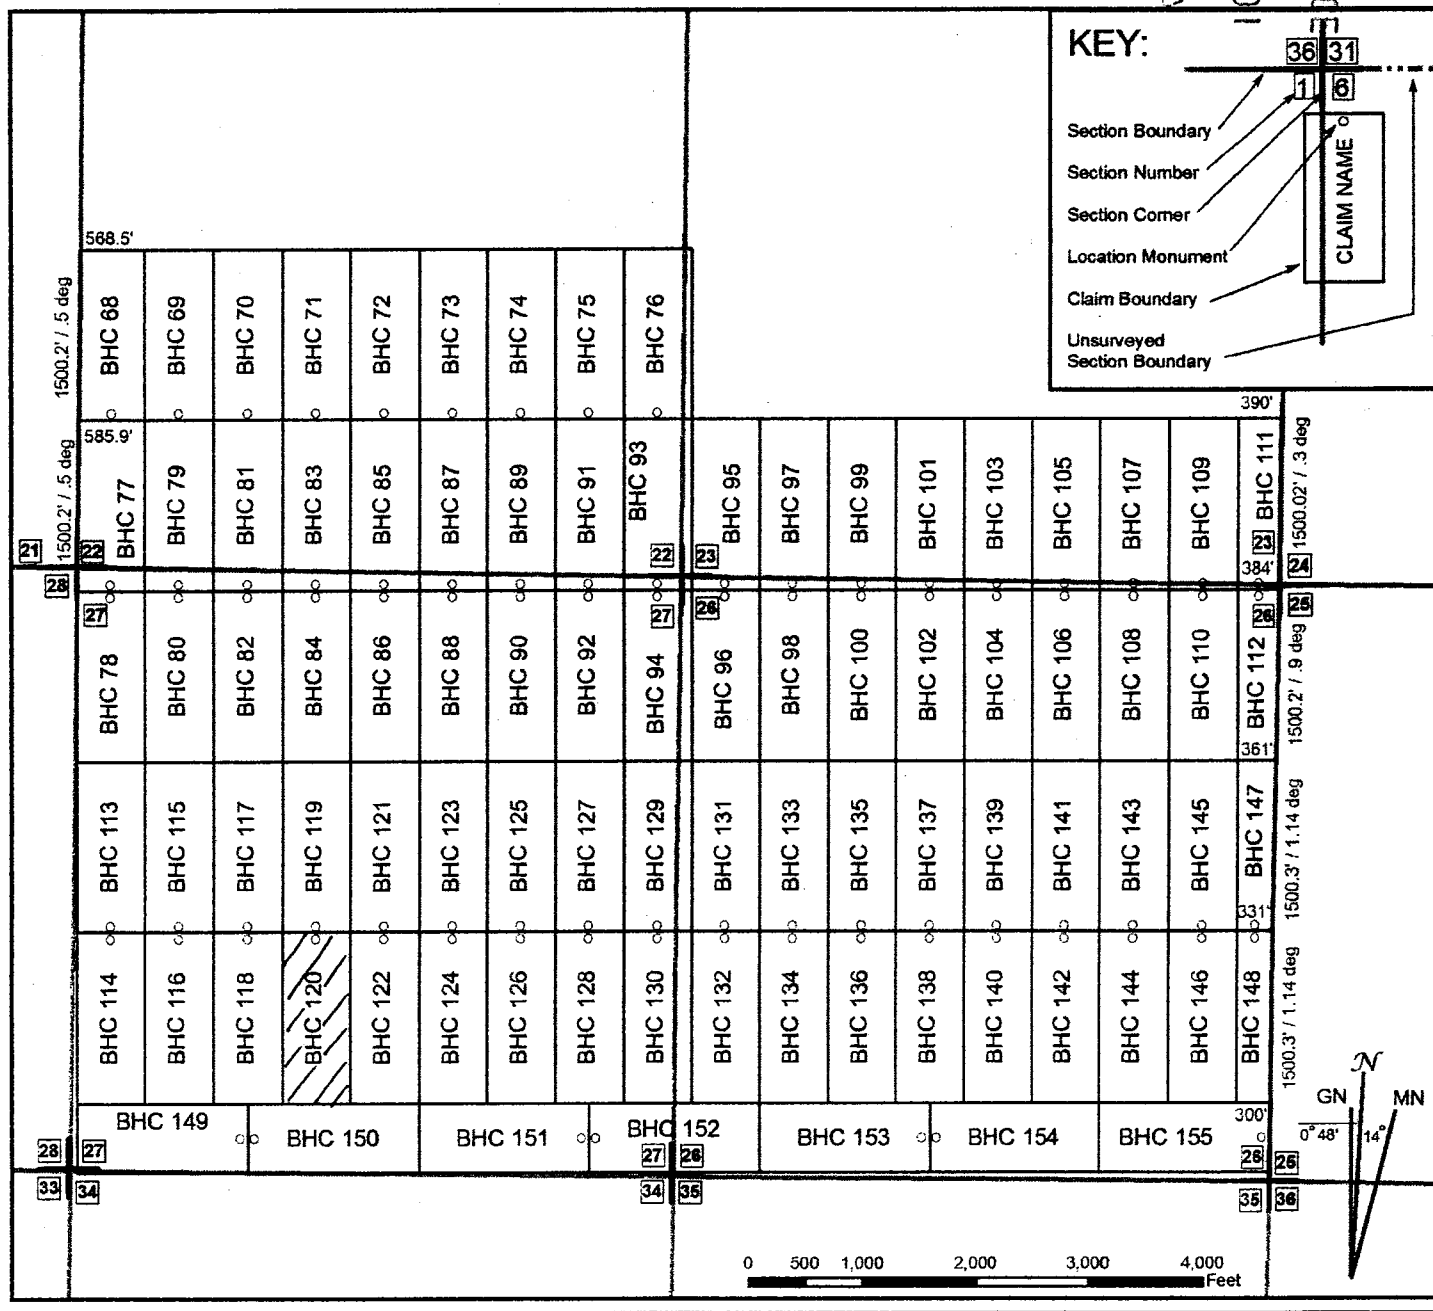 KEY:
36 31
1 6
Section Boundary
Section Number
Section Corner
Location Monument
Claim Boundary
Unsurveyed
Section Boundary
CLAIM NAME
568.5'
1500.2' / .5 deg
BHC 68
BHC 69
BHC 70
BHC 71
BHC 72
BHC 73
BHC 74
BHC 75
BHC 76
390'
585.9'
1500.2' / .5 deg
BHC 77
BHC 79
BHC 81
BHC 83
BHC 85
BHC 87
BHC 89
BHC 91
BHC 93
BHC 95
BHC 97
BHC 99
BHC 101
BHC 103
BHC 105
BHC 107
BHC 109
BHC 111
1500.02' / .3 deg
21 22 22 23 23 24
384'
28 27 27 26 26 25
BHC 78
BHC 80
BHC 82
BHC 84
BHC 86
BHC 88
BHC 90
BHC 92
BHC 94
BHC 96
BHC 98
BHC 100
BHC 102
BHC 104
BHC 106
BHC 108
BHC 110
BHC 112
1500.2' / .9 deg
361'
BHC 113
BHC 115
BHC 117
BHC 119
BHC 121
BHC 123
BHC 125
BHC 127
BHC 129
BHC 131
BHC 133
BHC 135
BHC 137
BHC 139
BHC 141
BHC 143
BHC 145
BHC 147
1500.3' / 1.14 deg
331'
BHC 114
BHC 116
BHC 118
BHC 120
BHC 122
BHC 124
BHC 126
BHC 128
BHC 130
BHC 132
BHC 134
BHC 136
BHC 138
BHC 140
BHC 142
BHC 144
BHC 146
BHC 148
1500.3' / 1.14 deg
300'
BHC 149
BHC 150
BHC 151
BHC 152
BHC 153
BHC 154
BHC 155
28 27 27 26 26 25
33 34 34 35 35 36
N
GN MN
0°48' 14°
0 500 1,000 2,000 3,000 4,000
Feet